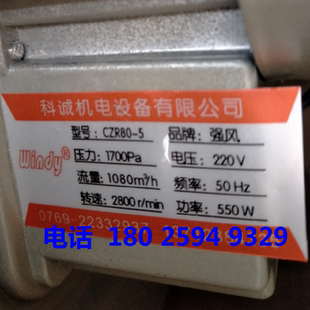 科诚机电设备有限公司
Windy®
型号: CZR80-5 品牌: 强风
压力: 1700Pa 电压: 220V
流量: 1080m³/h 频率: 50Hz
转速: 2800r/min 功率: 550W
0769-2233
电话 180 2594 9329